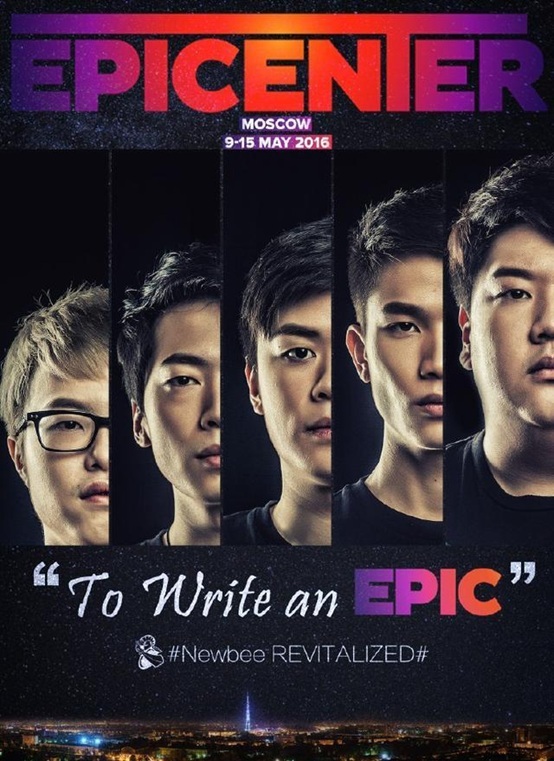 EPICENTER
MOSCOW
9-15 MAY 2016
“To Write an EPIC”
#Newbee REVITALIZED#